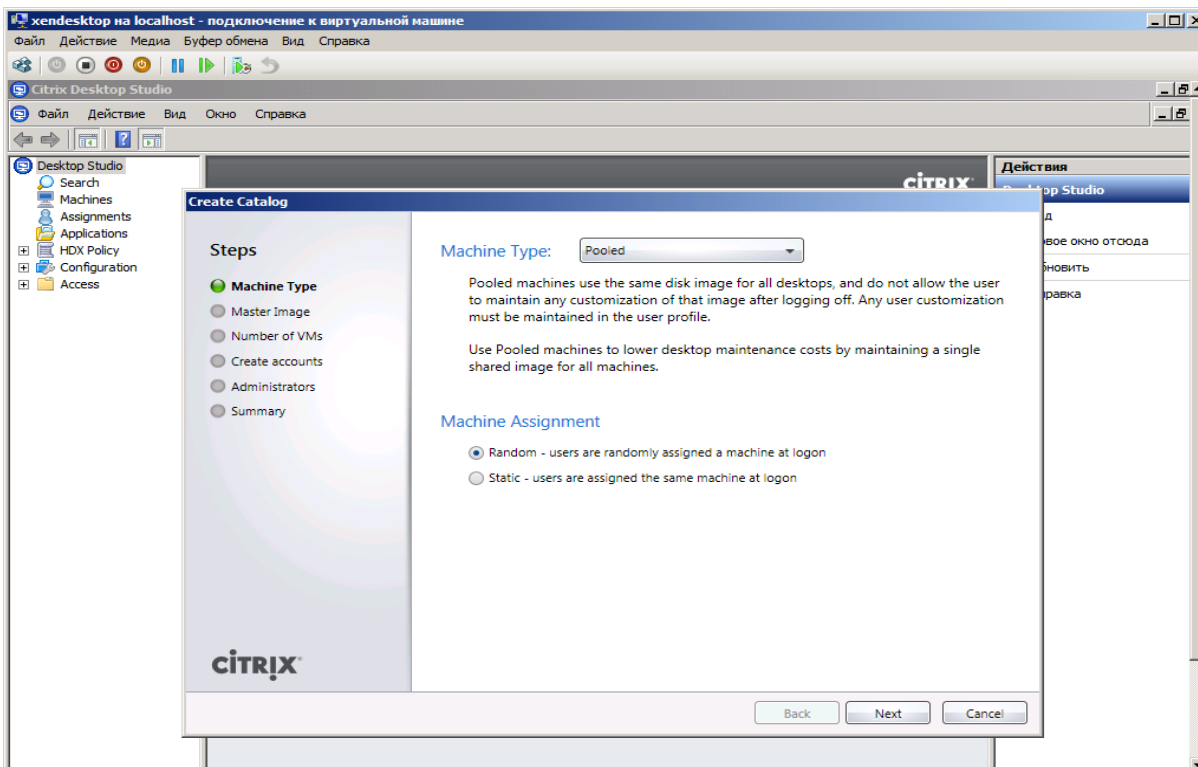 xendesktop на localhost - подключение к виртуальной машине
Файл Действие Медиа Буфер обмена Вид Справка
Citrix Desktop Studio
Файл Действие Вид Окно Справка
Desktop Studio
Search
Machines
Assignments
Applications
HDX Policy
Configuration
Access
CITRIX
Действия
top Studio
д
вое окно отсюда
бновить
правка
Create Catalog
Steps
Machine Type
Master Image
Number of VMs
Create accounts
Administrators
Summary
CITRIX
Machine Type: Pooled
Pooled machines use the same disk image for all desktops, and do not allow the user
to maintain any customization of that image after logging off. Any user customization
must be maintained in the user profile.
Use Pooled machines to lower desktop maintenance costs by maintaining a single
shared image for all machines.
Machine Assignment
Random - users are randomly assigned a machine at logon
Static - users are assigned the same machine at logon
Back Next Cancel